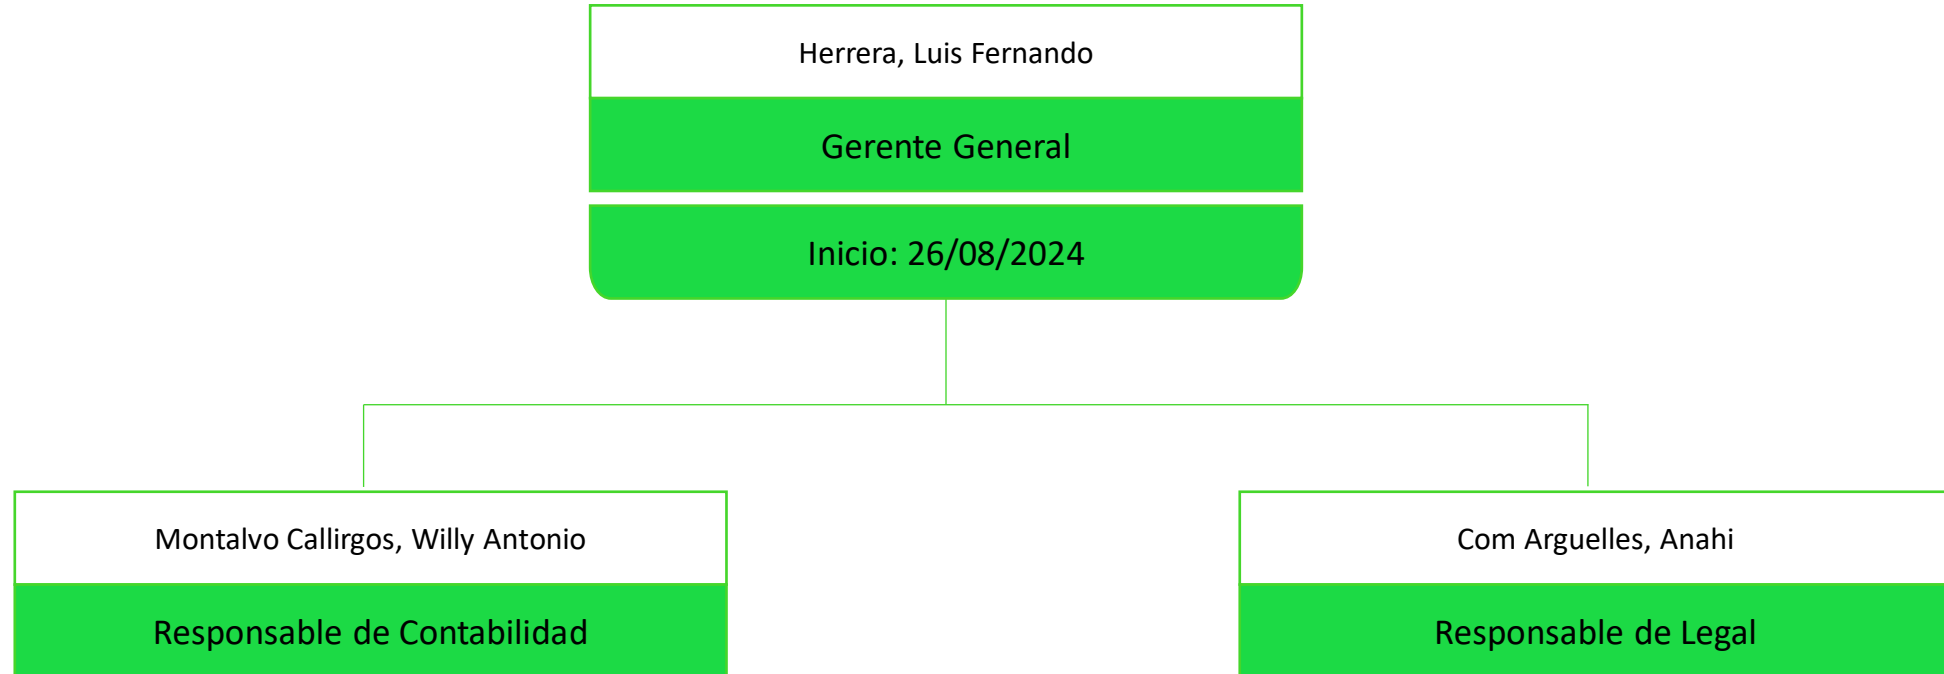 Herrera, Luis Fernando
Gerente General
Inicio: 26/08/2024
Montalvo Callirgos, Willy Antonio
Responsable de Contabilidad
Com Arguelles, Anahi
Responsable de Legal